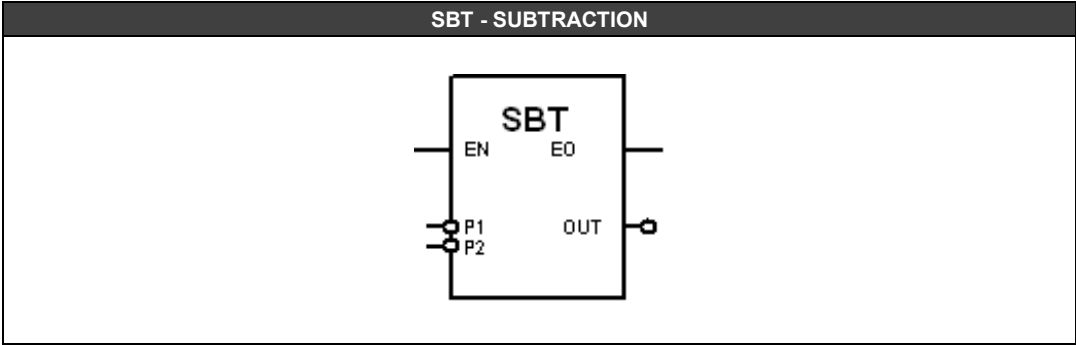 SBT - SUBTRACTION
SBT
EN EO
P1 OUT
P2